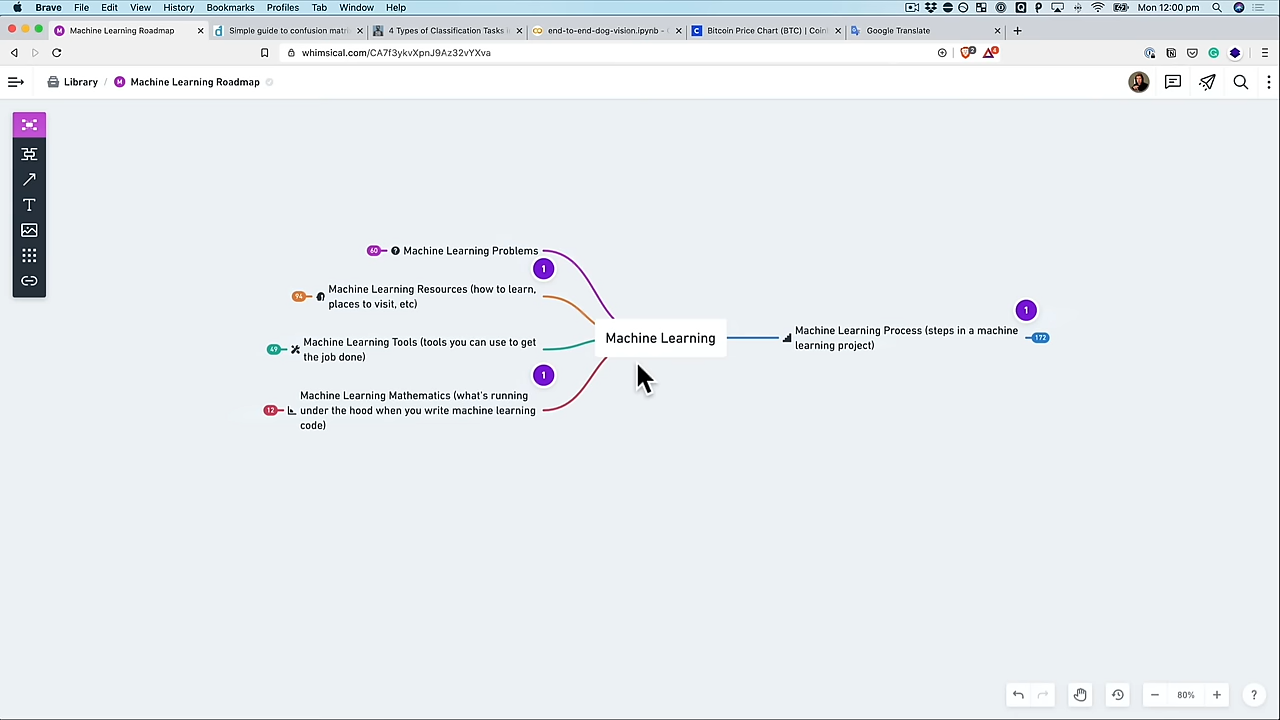 Brave File Edit View History Bookmarks Profiles Tab Window Help Mon 12:00 pm
Machine Learning Roadmap
Simple guide to confusion mat
4 Types of Classification Tasks
end-to-end-dog-vision.ipynb -
Bitcoin Price Chart (BTC) | Coin
Google Translate
whimsical.com/CA7f3ykvXpnJ9Az32vYXva
Library / Machine Learning Roadmap
60 Machine Learning Problems
1
94 Machine Learning Resources (how to learn,
places to visit, etc)
49 Machine Learning Tools (tools you can use to get
the job done)
1
12 Machine Learning Mathematics (what's running
under the hood when you write machine learning
code)
Machine Learning
1
Machine Learning Process (steps in a machine
learning project)
172
80%
?